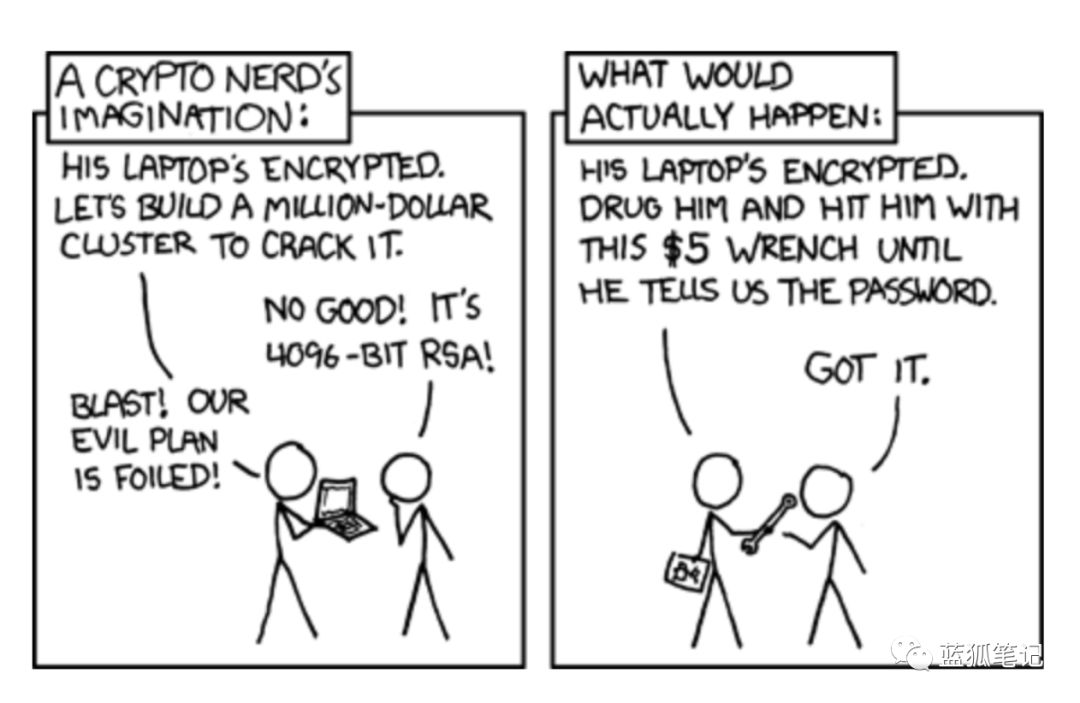 A CRYPTO NERD'S
IMAGINATION:
HIS LAPTOP'S ENCRYPTED.
LET'S BUILD A MILLION-DOLLAR
CLUSTER TO CRACK IT.
NO GOOD! IT'S
4096-BIT RSA!
BLAST! OUR
EVIL PLAN
IS FOILED!
WHAT WOULD
ACTUALLY HAPPEN:
HIS LAPTOP'S ENCRYPTED.
DRUG HIM AND HIT HIM WITH
THIS $5 WRENCH UNTIL
HE TELLS US THE PASSWORD.
GOT IT.
蓝狐笔记